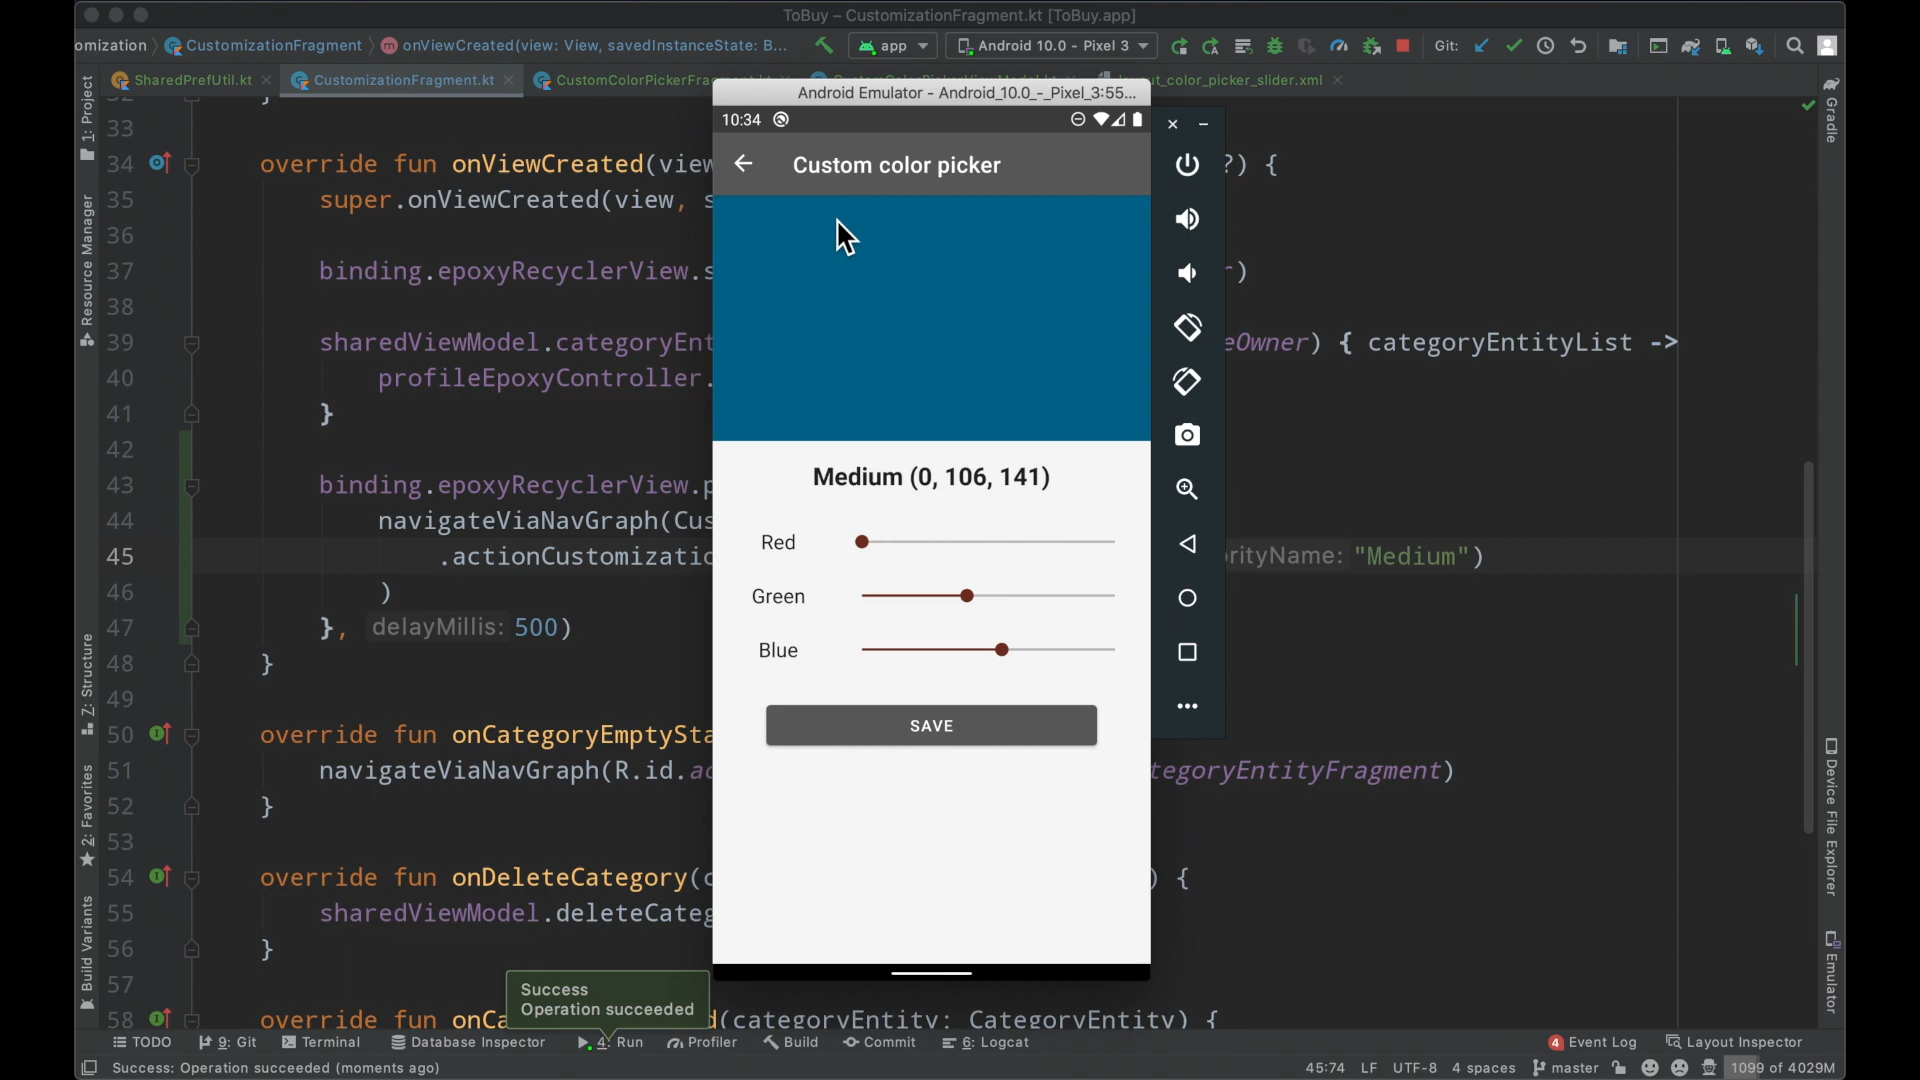 ToBuy – CustomizationFragment.kt [ToBuy.app]
omization
CustomizationFragment
onViewCreated(view: View, savedInstanceState: B...
app
Android 10.0 - Pixel 3
Git:
SharedPrefUtil.kt
CustomizationFragment.kt
color_picker_slider.xml
Android Emulator - Android_10.0_-_Pixel_3:55...
10:34
Custom color picker
Medium (0, 106, 141)
Red
Green
Blue
SAVE
33
34 override fun onViewCreated(view ?) {
35 super.onViewCreated(view, s
36
37 binding.epoxyRecyclerView.s r)
38
39 sharedViewModel.categoryEnt eOwner) { categoryEntityList ->
40 profileEpoxyController.
41 }
42
43 binding.epoxyRecyclerView.p
44 navigateViaNavGraph(Cus
45 .actionCustomizatio rityName: "Medium")
46 )
47 }, delayMillis: 500)
48 }
49
50 override fun onCategoryEmptySta
51 navigateViaNavGraph(R.id.ac tegoryEntityFragment)
52 }
53
54 override fun onDeleteCategory(c ) {
55 sharedViewModel.deleteCateg
56 }
57
58 override fun onCa d(categoryEntity: CategoryEntity) {
Success
Operation succeeded
1: Project
Resource Manager
Z: Structure
2: Favorites
Build Variants
Gradle
Device File Explorer
Emulator
TODO
9: Git
Terminal
Database Inspector
4: Run
Profiler
Build
Commit
6: Logcat
4 Event Log
Layout Inspector
Success: Operation succeeded (moments ago)
45:74 LF UTF-8 4 spaces master 1099 of 4029M